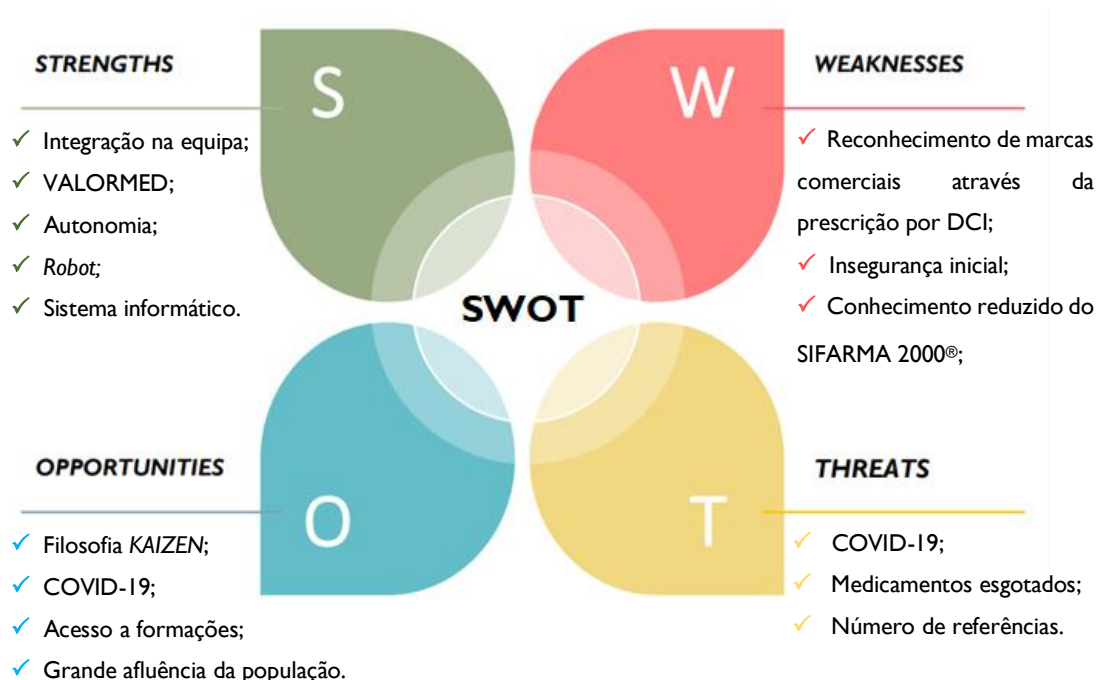 STRENGTHS
S
✓ Integração na equipa;
✓ VALORMED;
✓ Autonomia;
✓ Robot;
✓ Sistema informático.
WEAKNESSES
W
✓ Reconhecimento de marcas
comerciais através da
prescrição por DCI;
✓ Insegurança inicial;
✓ Conhecimento reduzido do
SIFARMA 2000®;
SWOT
OPPORTUNITIES
O
✓ Filosofia KAIZEN;
✓ COVID-19;
✓ Acesso a formações;
✓ Grande afluência da população.
THREATS
T
✓ COVID-19;
✓ Medicamentos esgotados;
✓ Número de referências.